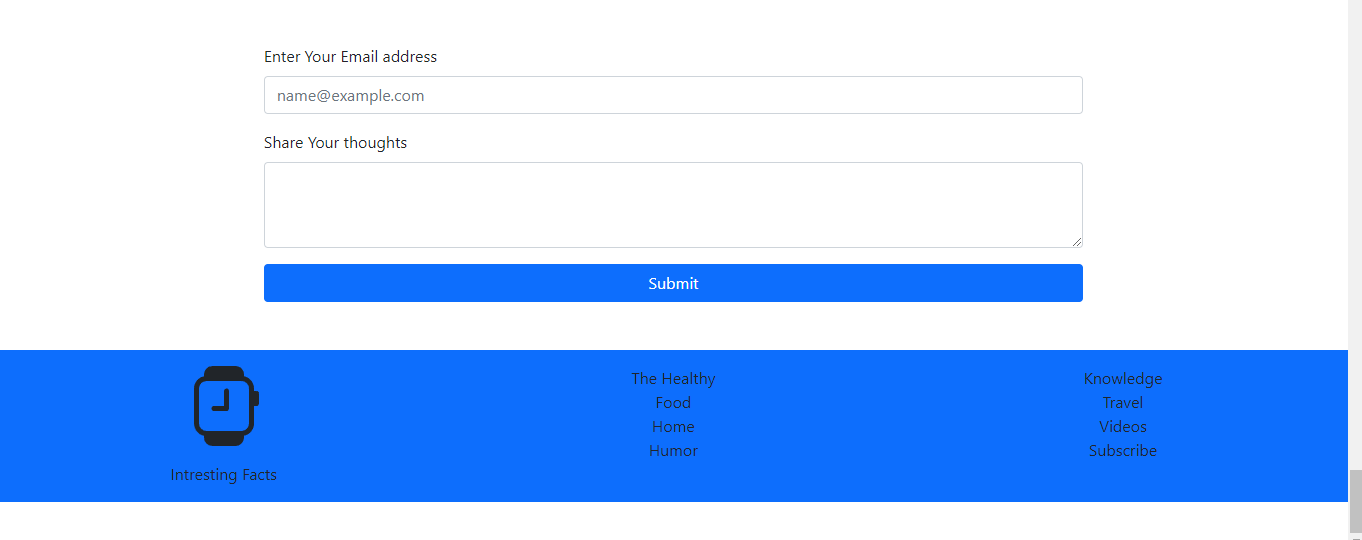 Enter Your Email address
name@example.com
Share Your thoughts
Submit
Intresting Facts
The Healthy
Food
Home
Humor
Knowledge
Travel
Videos
Subscribe